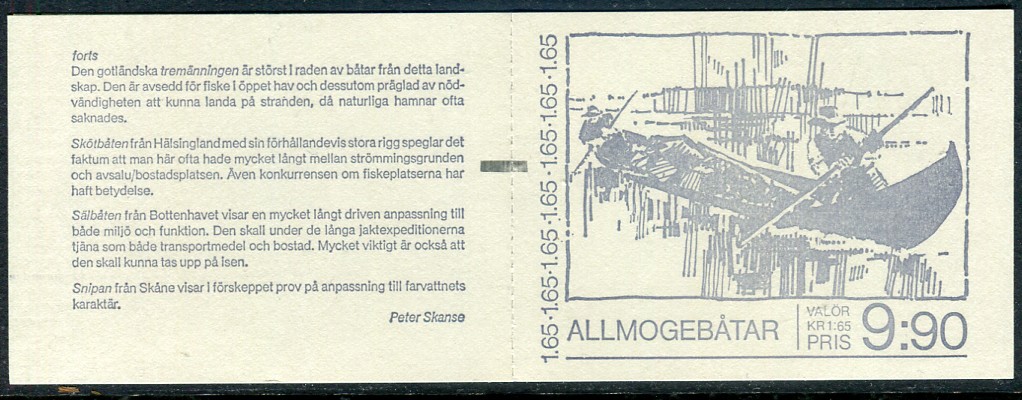 forts
Den gotländska tremänningen är störst i raden av båtar från detta land-
skap. Den är avsedd för fiske i öppet hav och dessutom präglad av nöd-
vändigheten att kunna landa på stranden, då naturliga hamnar ofta
saknades.
Skötbåten från Hälsingland med sin förhållandevis stora rigg speglar det
faktum att man här ofta hade mycket långt mellan strömmingsgrunden
och avsalu/bostadsplatsen. Även konkurrensen om fiskeplatserna har
haft betydelse.
Sälbåten från Bottenhavet visar en mycket långt driven anpassning till
både miljö och funktion. Den skall under de långa jaktexpeditionerna
tjäna som både transportmedel och bostad. Mycket viktigt är också att
den skall kunna tas upp på isen.
Snipan från Skåne visar i förskeppet prov på anpassning till farvattnets
karaktär.
Peter Skanse
1.65·1.65·1.65·1.65·1.65·1.65·1.65
ALLMOGEBÅTAR
VALÖR
KR 1:65
PRIS
9:90